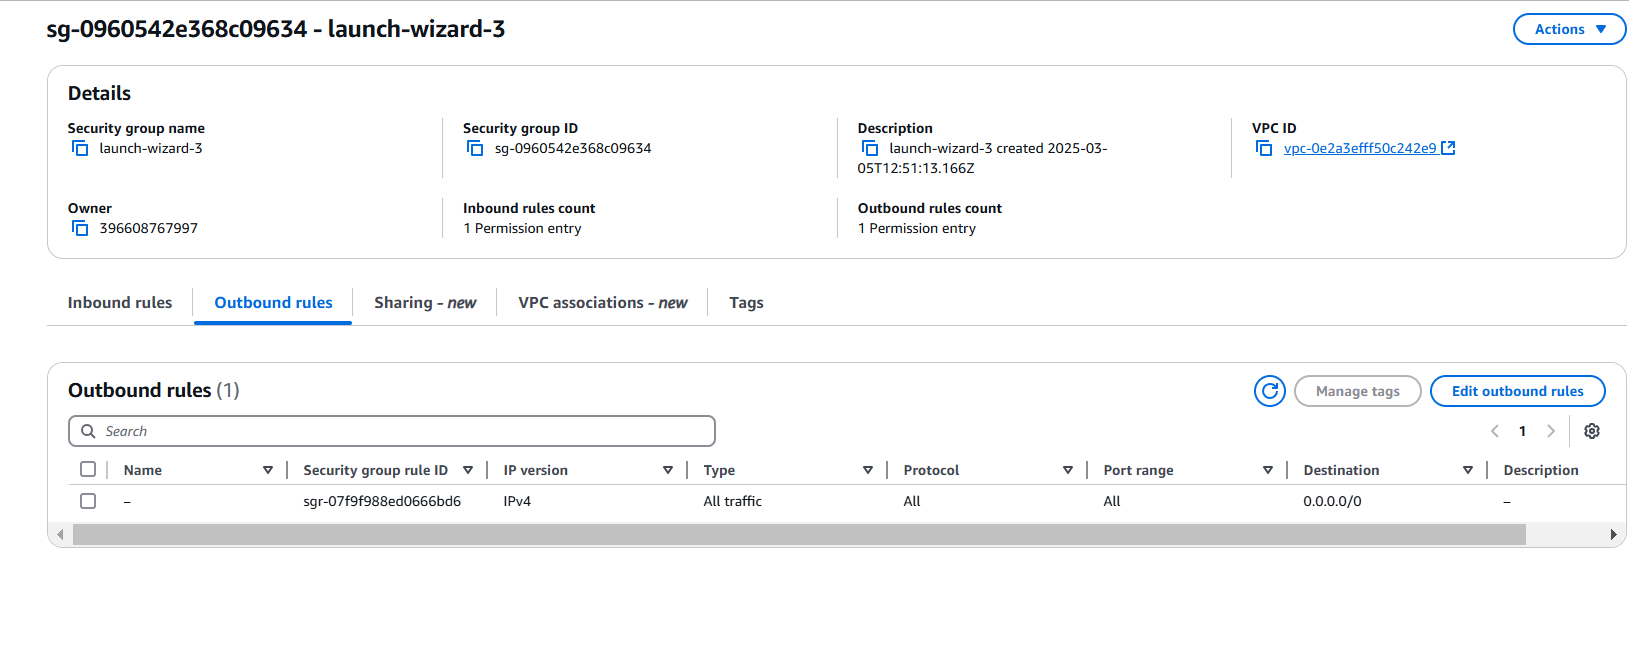 sg-0960542e368c09634 - launch-wizard-3
Actions
Details
Security group name
launch-wizard-3
Security group ID
sg-0960542e368c09634
Description
launch-wizard-3 created 2025-03-
05T12:51:13.166Z
VPC ID
vpc-0e2a3efff50c242e9
Owner
396608767997
Inbound rules count
1 Permission entry
Outbound rules count
1 Permission entry
Inbound rules
Outbound rules
Sharing - new
VPC associations - new
Tags
Outbound rules (1)
Manage tags
Edit outbound rules
Search
1
Name Security group rule ID IP version Type Protocol Port range Destination Description
– sgr-07f9f988ed0666bd6 IPv4 All traffic All All 0.0.0.0/0 –